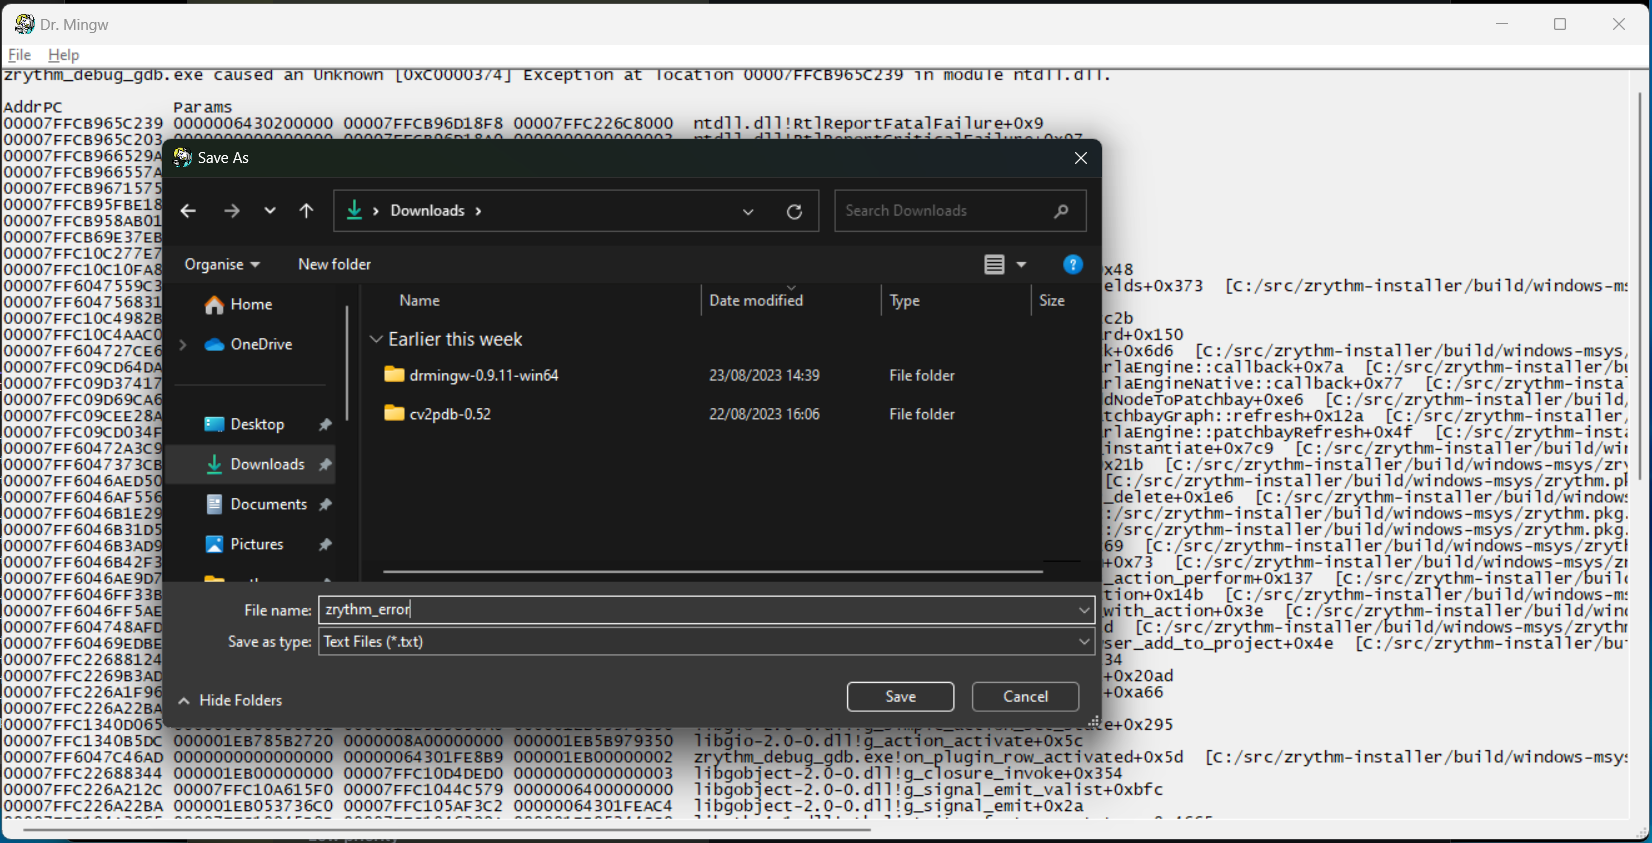 Dr. Mingw
File Help
zrythm_debug_gdb.exe caused an Unknown [0xC0000374] Exception at location 00007FFCB965C239 in module ntdll.dll.
AddrPC Params
00007FFCB965C239 0000006430200000 00007FFCB96D18F8 00007FFC226C8000 ntdll.dll!RtlReportFatalFailure+0x9
00007FFCB965C203
00007FFCB966529A
00007FFCB966557A
00007FFCB9671575
00007FFCB95FBE18
00007FFCB958AB01
00007FFCB69E37EB
00007FFC10C277E7
00007FFC10C10FA8 x48
00007FF6047559C3 elds+0x373 [C:/src/zrythm-installer/build/windows-ms
00007FF604756831
00007FFC10C4982B c2b
00007FFC10C4AAC0 rd+0x150
00007FF604727CE6 k+0x6d6 [C:/src/zrythm-installer/build/windows-msys/
00007FFC09CD64DA rlaEngine::callback+0x7a [C:/src/zrythm-installer/bu
00007FFC09D37417 rlaEngineNative::callback+0x77 [C:/src/zrythm-insta
00007FFC09D69CA6 dNodeToPatchbay+0xe6 [C:/src/zrythm-installer/build,
00007FFC09CEE28A tchbayGraph::refresh+0x12a [C:/src/zrythm-installer/
00007FFC09CD034F rlaEngine::patchbayRefresh+0x4f [C:/src/zrythm-inst
00007FF60472A3C9 _instantiate+0x7c9 [C:/src/zrythm-installer/build/wi
00007FF6047373CB x21b [C:/src/zrythm-installer/build/windows-msys/zry
00007FF6046AED50 [C:/src/zrythm-installer/build/windows-msys/zrythm.p
00007FF6046AF556 _delete+0x1e6 [C:/src/zrythm-installer/build/windows
00007FF6046B1E29 :/src/zrythm-installer/build/windows-msys/zrythm.pkg.
00007FF6046B31D5 :/src/zrythm-installer/build/windows-msys/zrythm.pkg.
00007FF6046B3AD9 69 [C:/src/zrythm-installer/build/windows-msys/zryth
00007FF6046B42F3 +0x73 [C:/src/zrythm-installer/build/windows-msys/zr
00007FF6046AE9D7 _action_perform+0x137 [C:/src/zrythm-installer/buil
00007FF6046FF33B tion+0x14b [C:/src/zrythm-installer/build/windows-ms
00007FF6046FF5AE with_action+0x3e [C:/src/zrythm-installer/build/wind
00007FF604748AFD d [C:/src/zrythm-installer/build/windows-msys/zrythm
00007FF60469EDBE ser_add_to_project+0x4e [C:/src/zrythm-installer/bu
00007FFC22688124 34
00007FFC2269B3AD +0x20ad
00007FFC226A1F96 +0xa66
00007FFC226A22BA
00007FFC1340D065 e+0x295
00007FFC1340B5DC 000001EB785B2720 0000008A00000000 000001EB5B979350 libgio-2.0-0.dll!g_action_activate+0x5c
00007FF6047C46AD 0000000000000000 00000064301FE8B9 000001EB00000002 zrythm_debug_gdb.exe!on_plugin_row_activated+0x5d [C:/src/zrythm-installer/build/windows-msys
00007FFC22688344 000001EB00000000 00007FFC10D4DED0 0000000000000003 libgobject-2.0-0.dll!g_closure_invoke+0x354
00007FFC226A212C 00007FFC10A615F0 00007FFC1044C579 0000006400000000 libgobject-2.0-0.dll!g_signal_emit_valist+0xbfc
00007FFC226A22BA 000001EB053736C0 00007FFC105AF3C2 00000064301FEAC4 libgobject-2.0-0.dll!g_signal_emit+0x2a
Save As
Downloads
Search Downloads
Organise New folder
Home
OneDrive
Desktop
Downloads
Documents
Pictures
Name Date modified Type Size
Earlier this week
drmingw-0.9.11-win64 23/08/2023 14:39 File folder
cv2pdb-0.52 22/08/2023 16:06 File folder
File name: zrythm_error
Save as type: Text Files (*.txt)
Hide Folders Save Cancel